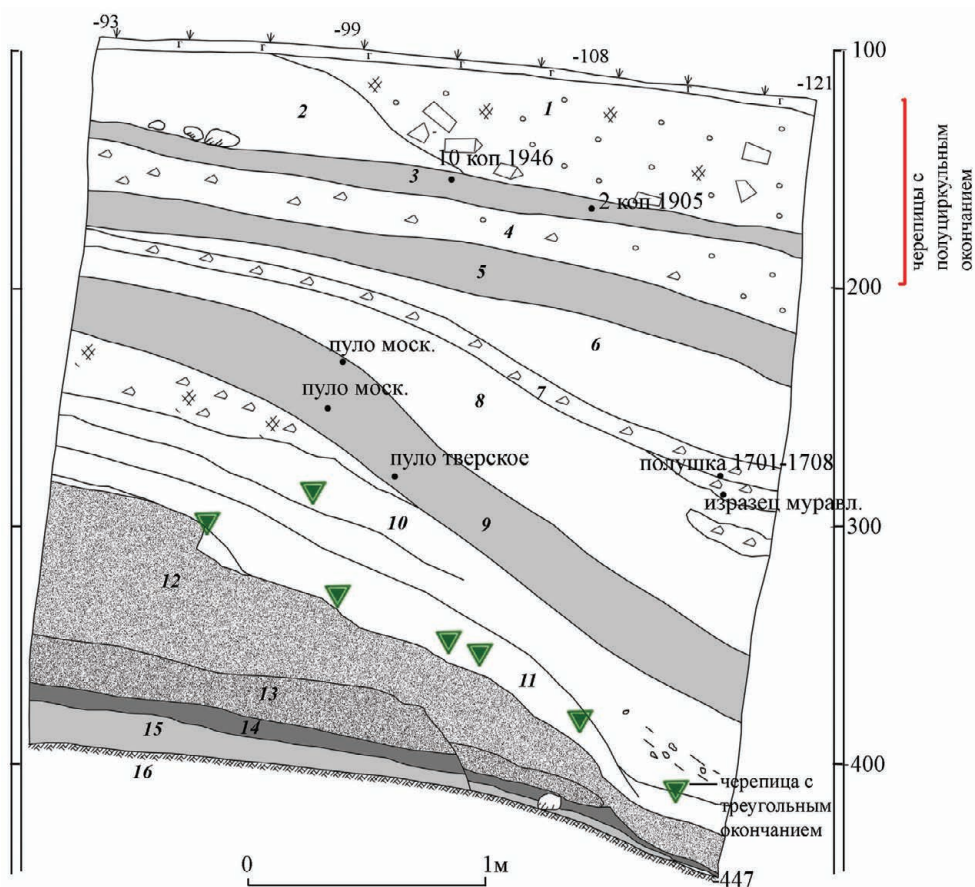 -93
-99
-108
-121
100
1
2
10 коп 1946
3
2 коп 1905
4
черепицы с
полуциркульным
окончанием
5
200
6
пуло моск.
7
пуло моск.
8
пуло тверское
полушка 1701-1708
изразец муравл.
10
9
300
12
11
13
14
15
16
400
черепица с
треугольным
окончанием
0
1м
-447